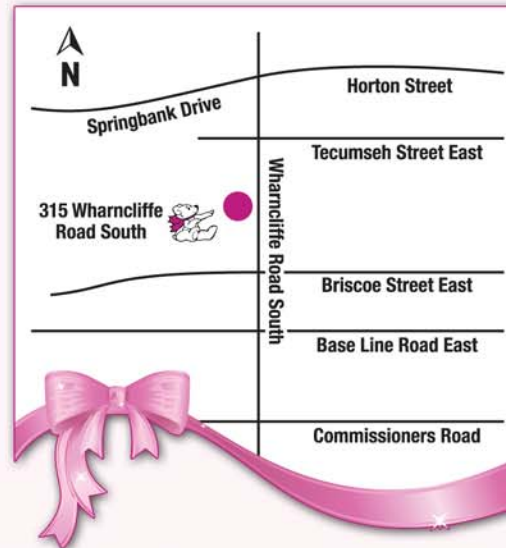 N
Horton Street
Springbank Drive
Tecumseh Street East
Wharncliffe Road South
315 Wharncliffe
Road South
Briscoe Street East
Base Line Road East
Commissioners Road